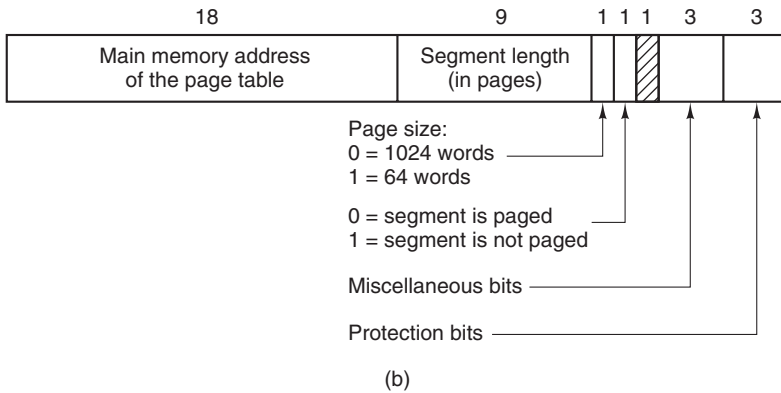 18 9 1 1 1 3 3
Main memory address
of the page table
Segment length
(in pages)
Page size:
0 = 1024 words
1 = 64 words
0 = segment is paged
1 = segment is not paged
Miscellaneous bits
Protection bits
(b)